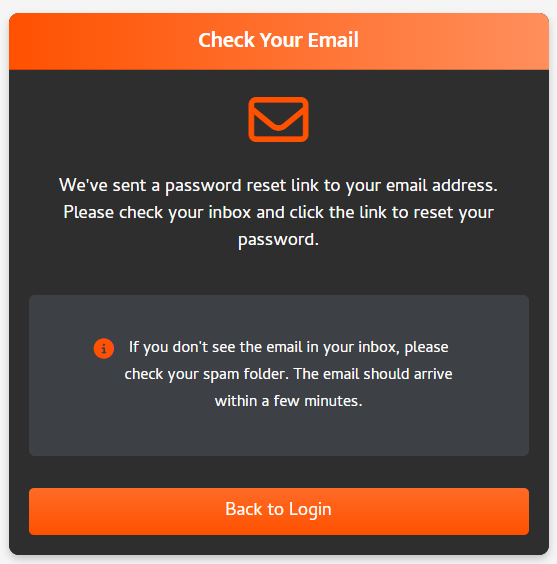 Check Your Email
We've sent a password reset link to your email address.
Please check your inbox and click the link to reset your
password.
If you don't see the email in your inbox, please
check your spam folder. The email should arrive
within a few minutes.
Back to Login